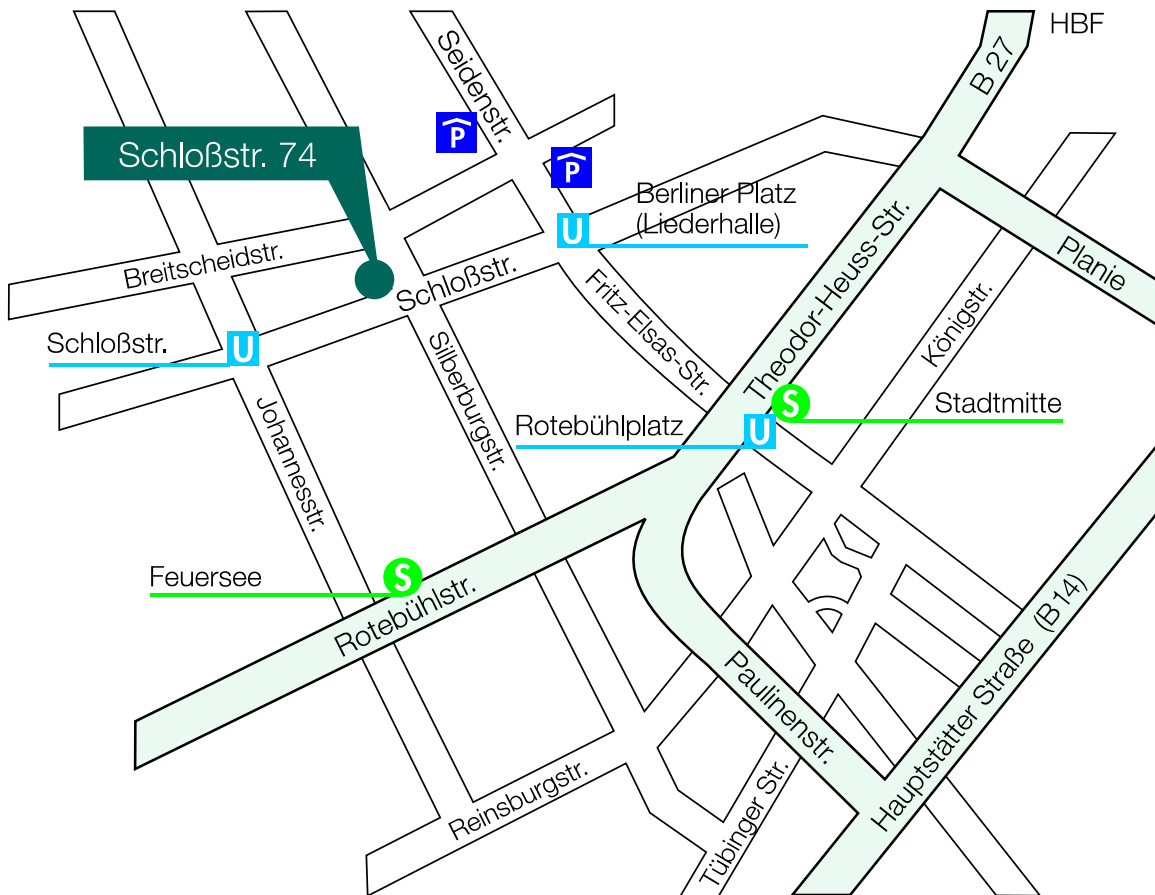 HBF
B 27
Seidenstr.
P
P
Schloßstr. 74
Berliner Platz
(Liederhalle)
U
Breitscheidstr.
Schloßstr.
Fritz-Elsas-Str.
Theodor-Heuss-Str.
Planie
Königstr.
Schloßstr.
U
Silberburgstr.
Johannesstr.
Rotebühlplatz
U
S
Stadtmitte
Feuersee
S
Rotebühlstr.
Paulinenstr.
Hauptstätter Straße (B14)
Reinsburgstr.
Tübinger Str.